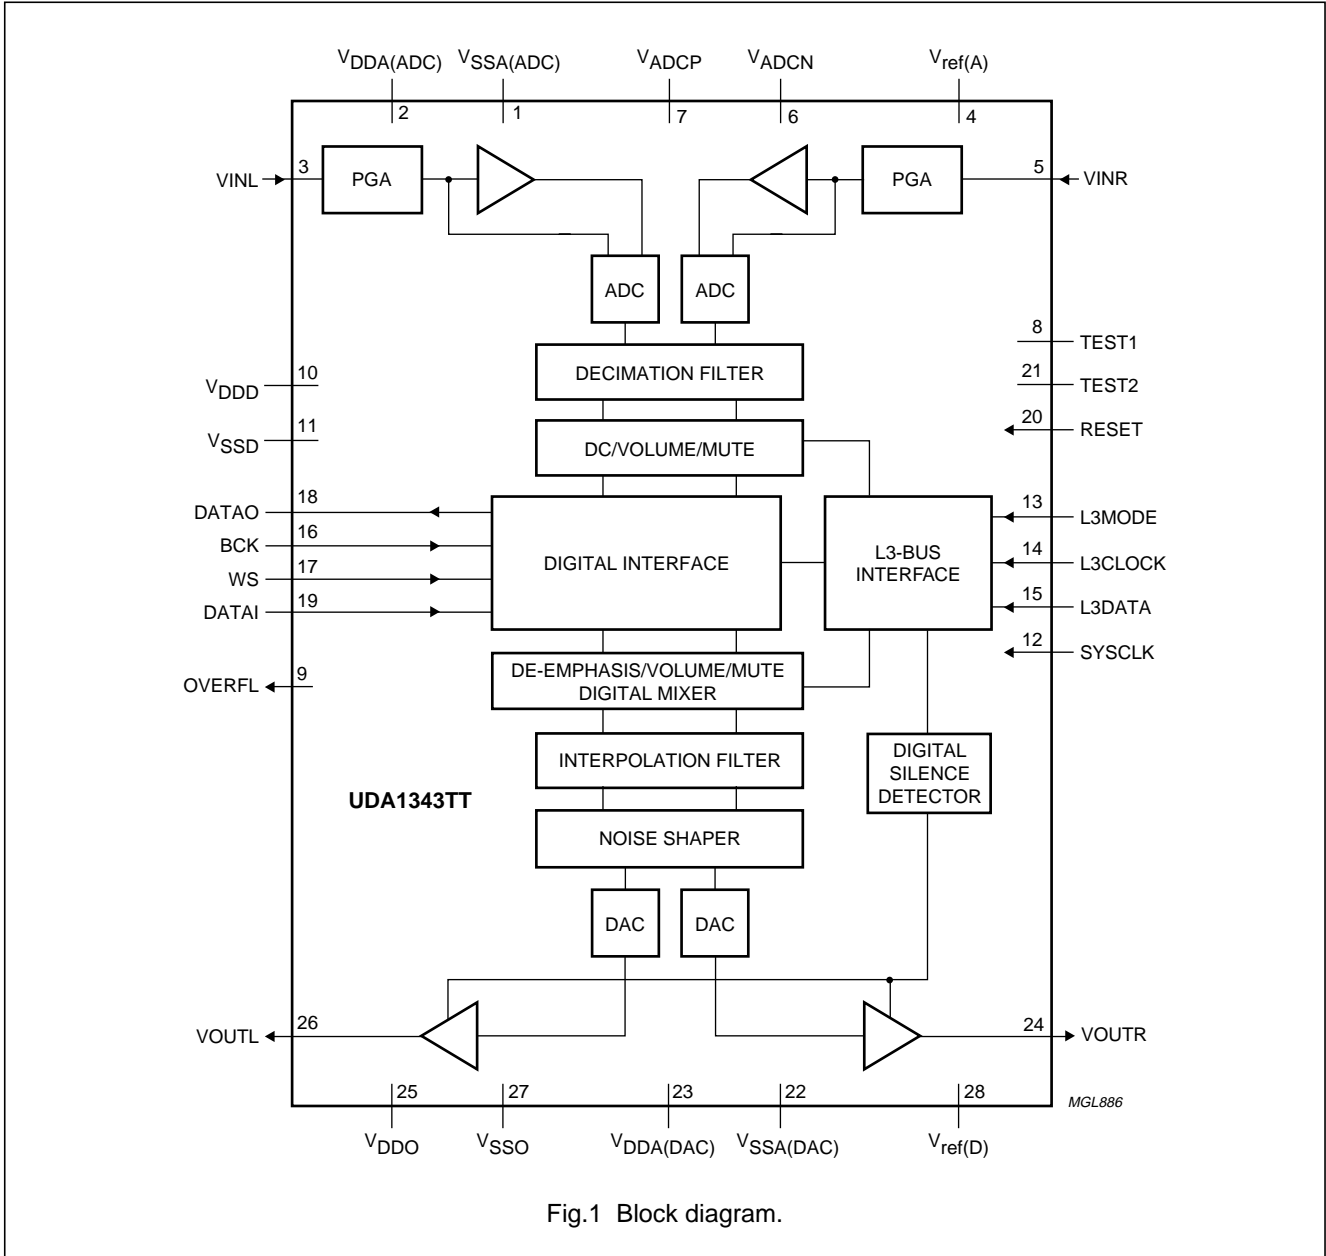 VDDA(ADC) VSSA(ADC) VADCP VADCN Vref(A)
2 1 7 6 4
VINL 3 PGA PGA 5 VINR
ADC ADC
8 TEST1
DECIMATION FILTER
10 VDDD
21 TEST2
20 RESET
11 VSSD
DC/VOLUME/MUTE
18 DATAO
13 L3MODE
16 BCK
DIGITAL INTERFACE
L3-BUS
INTERFACE
14 L3CLOCK
17 WS
15 L3DATA
19 DATAI
12 SYSCLK
DE-EMPHASIS/VOLUME/MUTE
DIGITAL MIXER
9 OVERFL
INTERPOLATION FILTER
DIGITAL
SILENCE
DETECTOR
UDA1343TT
NOISE SHAPER
DAC DAC
VOUTL 26 24 VOUTR
25 27 23 22 28
MGL886
VDDO VSSO VDDA(DAC) VSSA(DAC) Vref(D)
Fig.1 Block diagram.